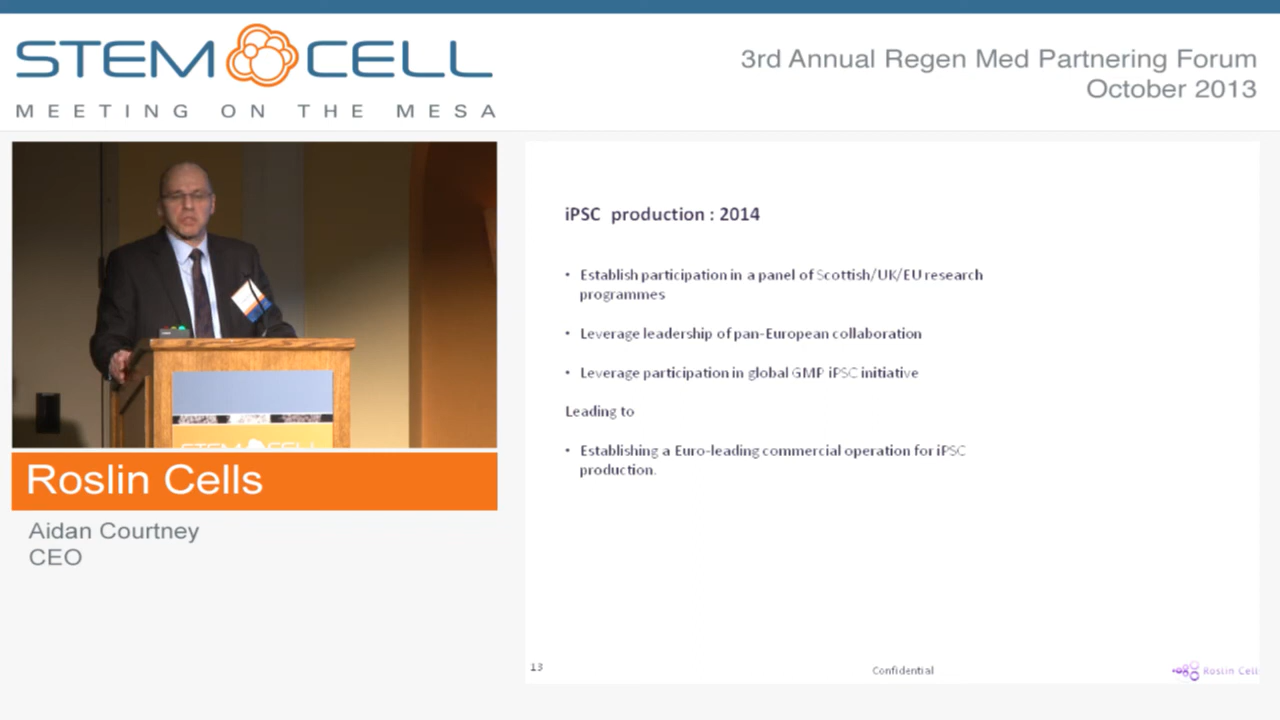 STEM CELL
MEETING ON THE MESA
3rd Annual Regen Med Partnering Forum
October 2013
STEM CELL
Roslin Cells
Aidan Courtney
CEO
iPSC production : 2014
• Establish participation in a panel of Scottish/UK/EU research
programmes
• Leverage leadership of pan-European collaboration
• Leverage participation in global GMP iPSC initiative
Leading to
• Establishing a Euro-leading commercial operation for iPSC
production.
13
Confidential
Roslin Cell